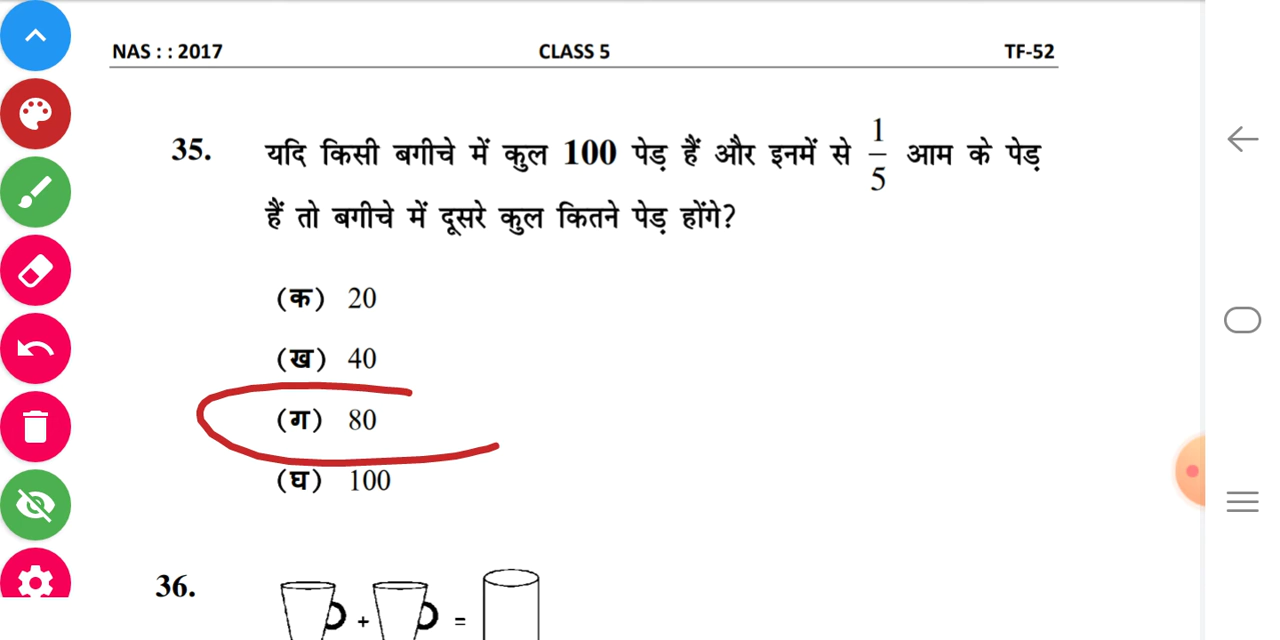 NAS : : 2017 CLASS 5 TF-52
35. यदि किसी बगीचे में कुल 100 पेड़ हैं और इनमें से 1/5 आम के पेड़
हैं तो बगीचे में दूसरे कुल कितने पेड़ होंगे?
(क) 20
(ख) 40
(ग) 80
(घ) 100
36. + =